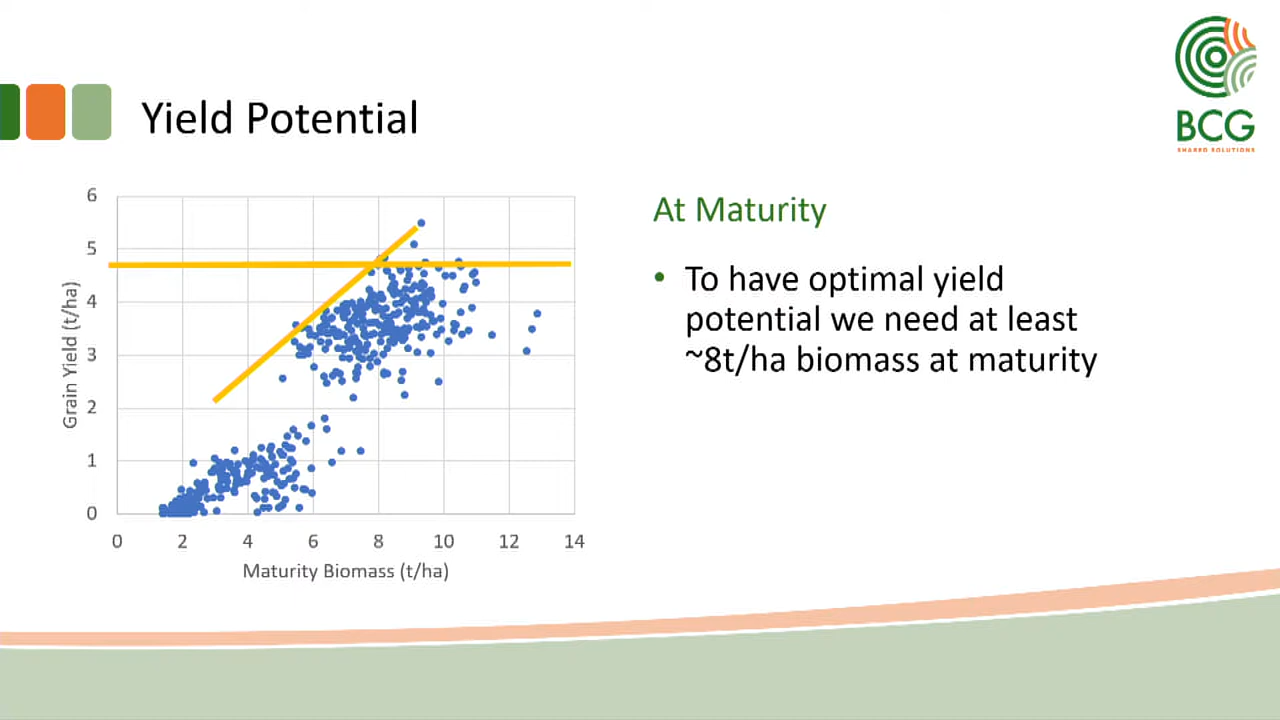 BCG
SHARED SOLUTIONS
Yield Potential
6
5
4
3
2
1
0
Grain Yield (t/ha)
0 2 4 6 8 10 12 14
Maturity Biomass (t/ha)
At Maturity
• To have optimal yield
potential we need at least
~8t/ha biomass at maturity